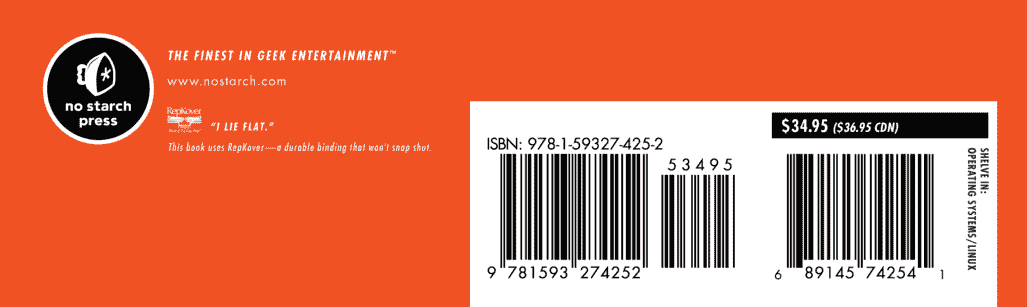 THE FINEST IN GEEK ENTERTAINMENT™
www.nostarch.com
no starch
press
RepKover
"I LIE FLAT."
This book uses RepKover—a durable binding that won't snap shut.
$34.95 ($36.95 CDN)
ISBN: 978-1-59327-425-2
53495
9 781593 274252
6 89145 74254 1
SHELVE IN:
OPERATING SYSTEMS/LINUX